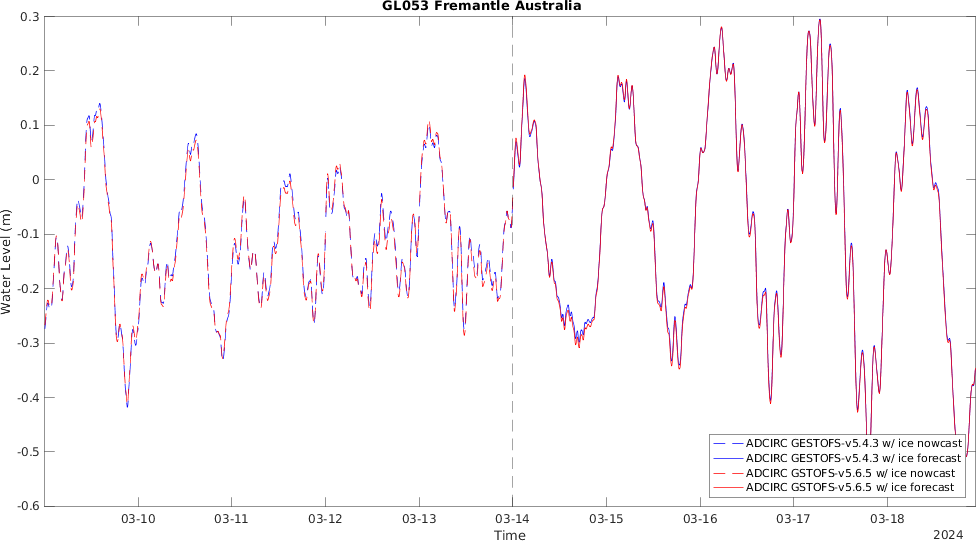 GL053 Fremantle Australia
0.3
0.2
0.1
0
-0.1
-0.2
-0.3
-0.4
-0.5
-0.6
Water Level (m)
ADCIRC GESTOFS-v5.4.3 w/ ice nowcast
ADCIRC GESTOFS-v5.4.3 w/ ice forecast
ADCIRC GSTOFS-v5.6.5 w/ ice nowcast
ADCIRC GSTOFS-v5.6.5 w/ ice forecast
03-10 03-11 03-12 03-13 03-14 03-15 03-16 03-17 03-18
Time
2024